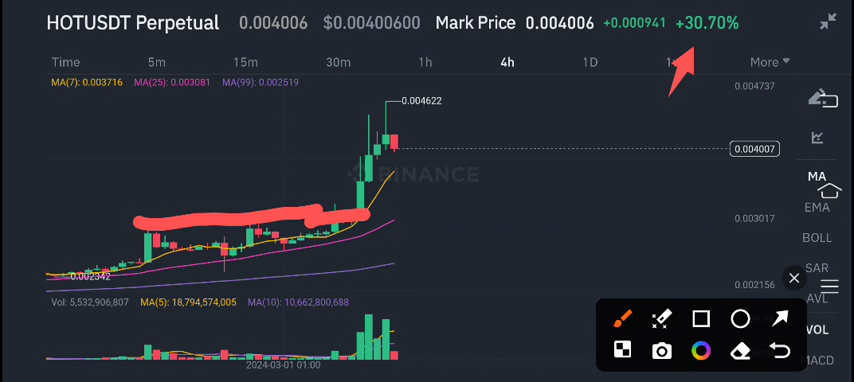 HOTUSDT Perpetual 0.004006 $0.00400600 Mark Price 0.004006 +0.000941 +30.70%
Time 5m 15m 30m 1h 4h 1D More
MA(7): 0.003716 MA(25): 0.003081 MA(99): 0.002519
0.004737
0.004622
0.004007
BINANCE
MA
EMA
0.003017
BOLL
SAR
0.002342
0.002156
AVL
Vol: 5,532,906,807 MA(5): 18,794,574,005 MA(10): 10,662,800,688
VOL
MACD
2024-03-01 01:00